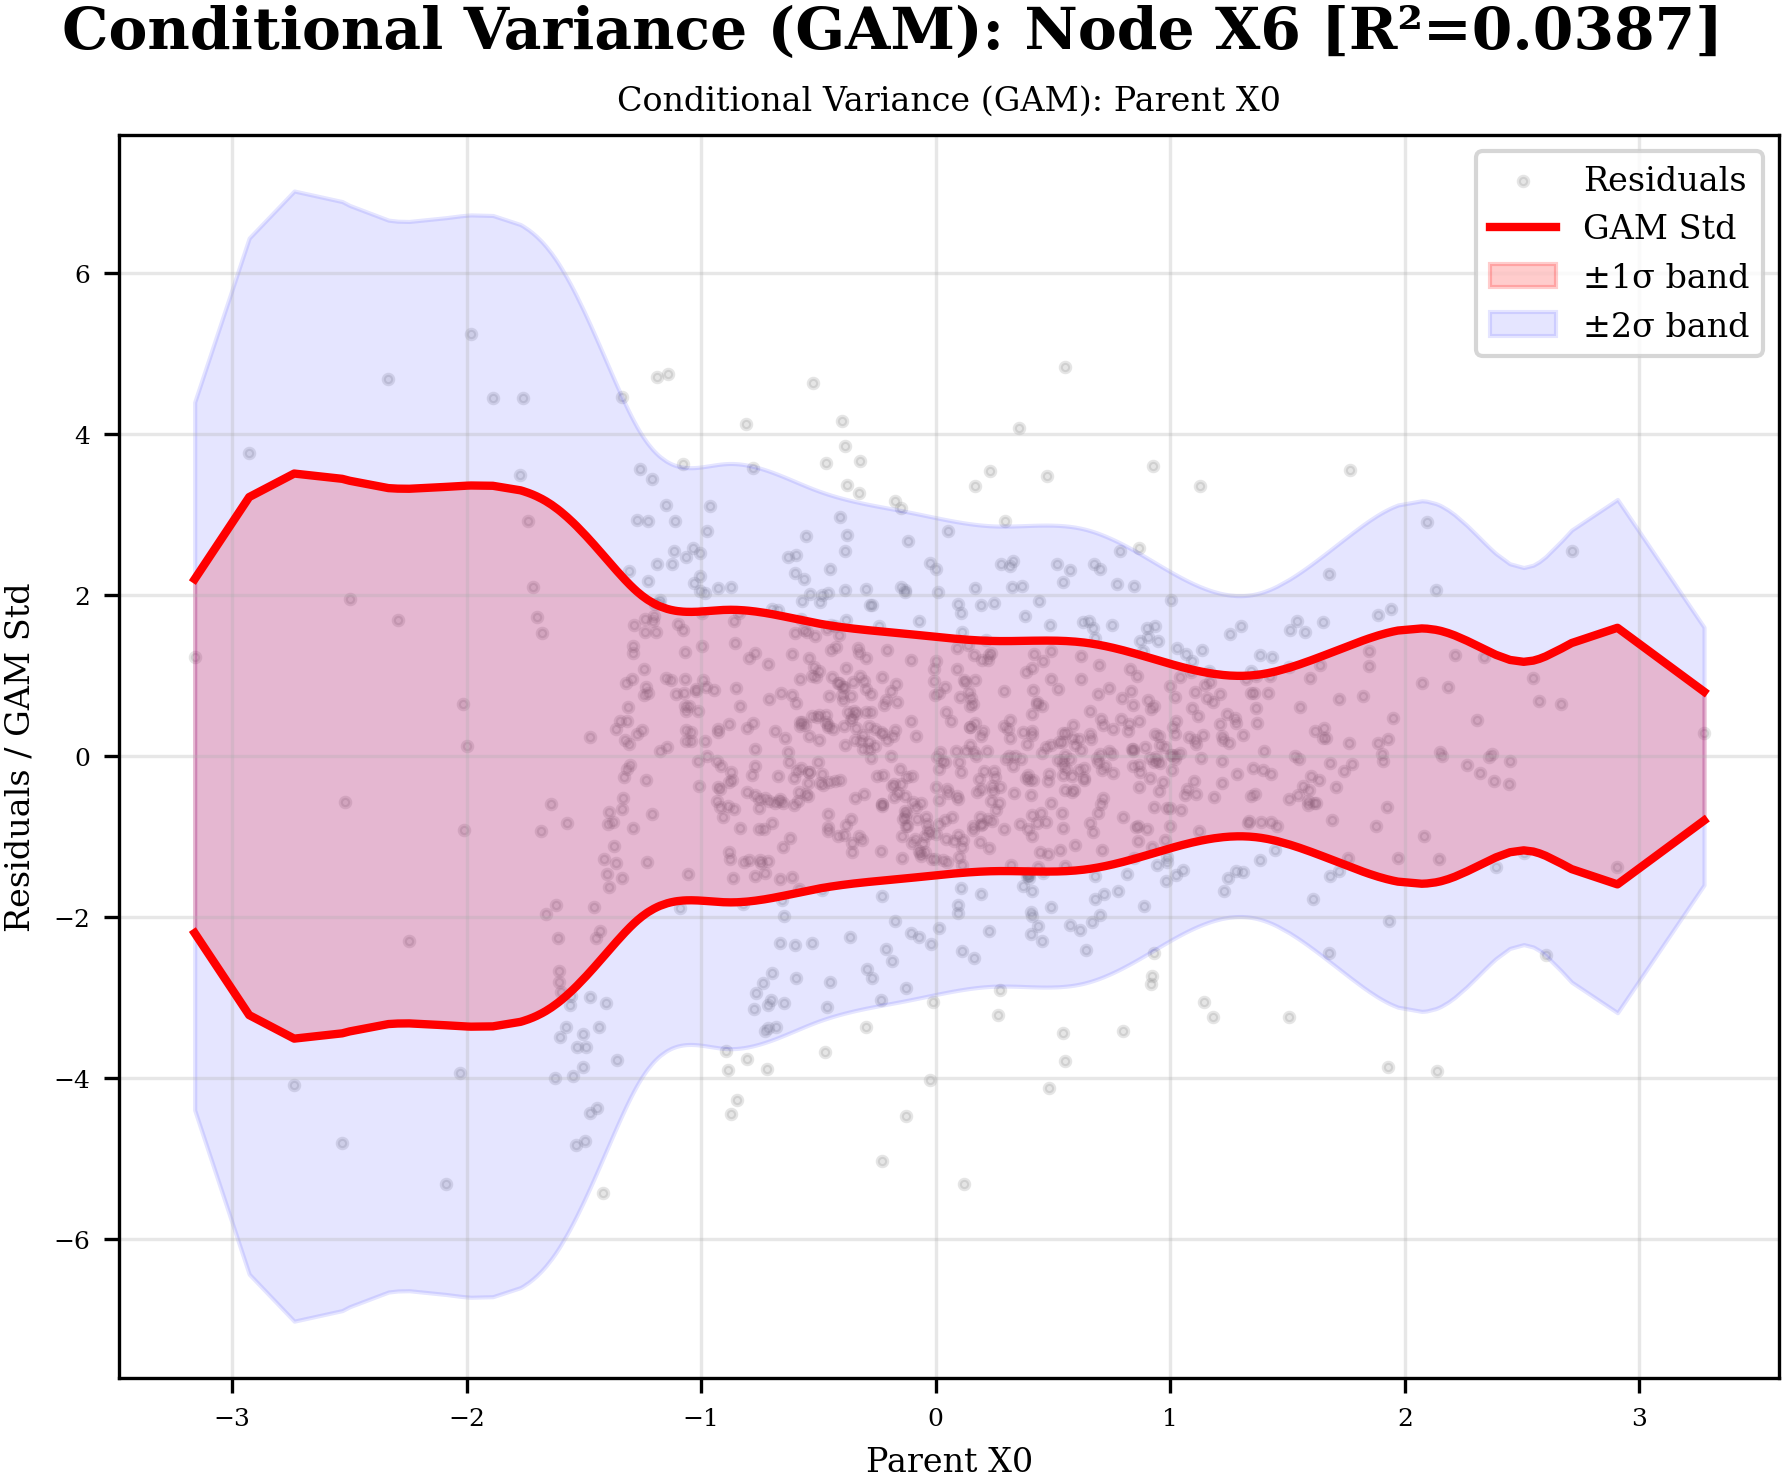 Conditional Variance (GAM): Node X6 [R²=0.0387]
Conditional Variance (GAM): Parent X0
Residuals
GAM Std
±1σ band
±2σ band
Residuals / GAM Std
6
4
2
0
−2
−4
−6
−3
−2
−1
0
1
2
3
Parent X0